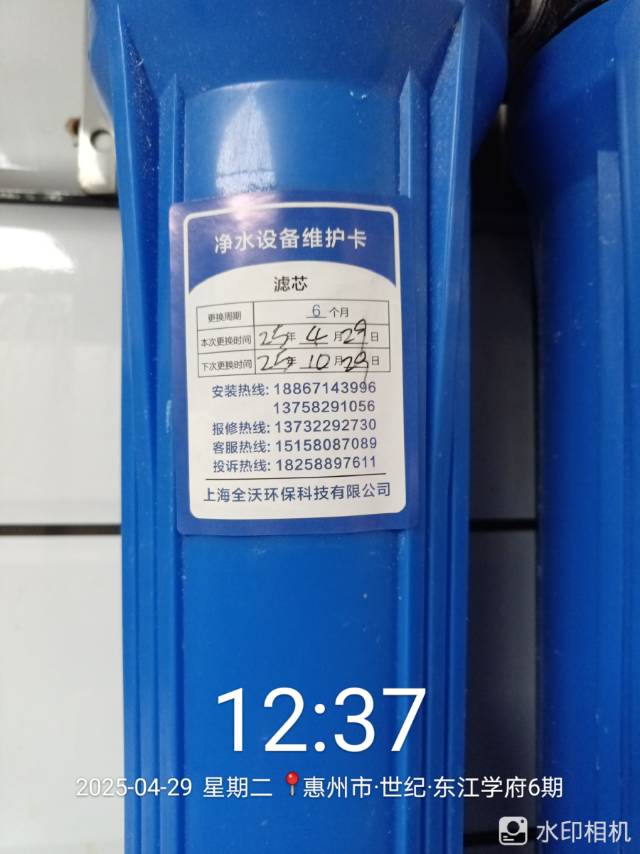 净水设备维护卡
滤芯
更换周期 6 个月
本次更换时间 25年 4 月 29 日
下次更换时间 25年 10 月 29 日
安装热线: 18867143996
13758291056
报修热线: 13732292730
客服热线: 15158087089
投诉热线: 18258897611
上海全沃环保科技有限公司
12:37
2025-04-29 星期二 惠州市·世纪·东江学府6期
水印相机